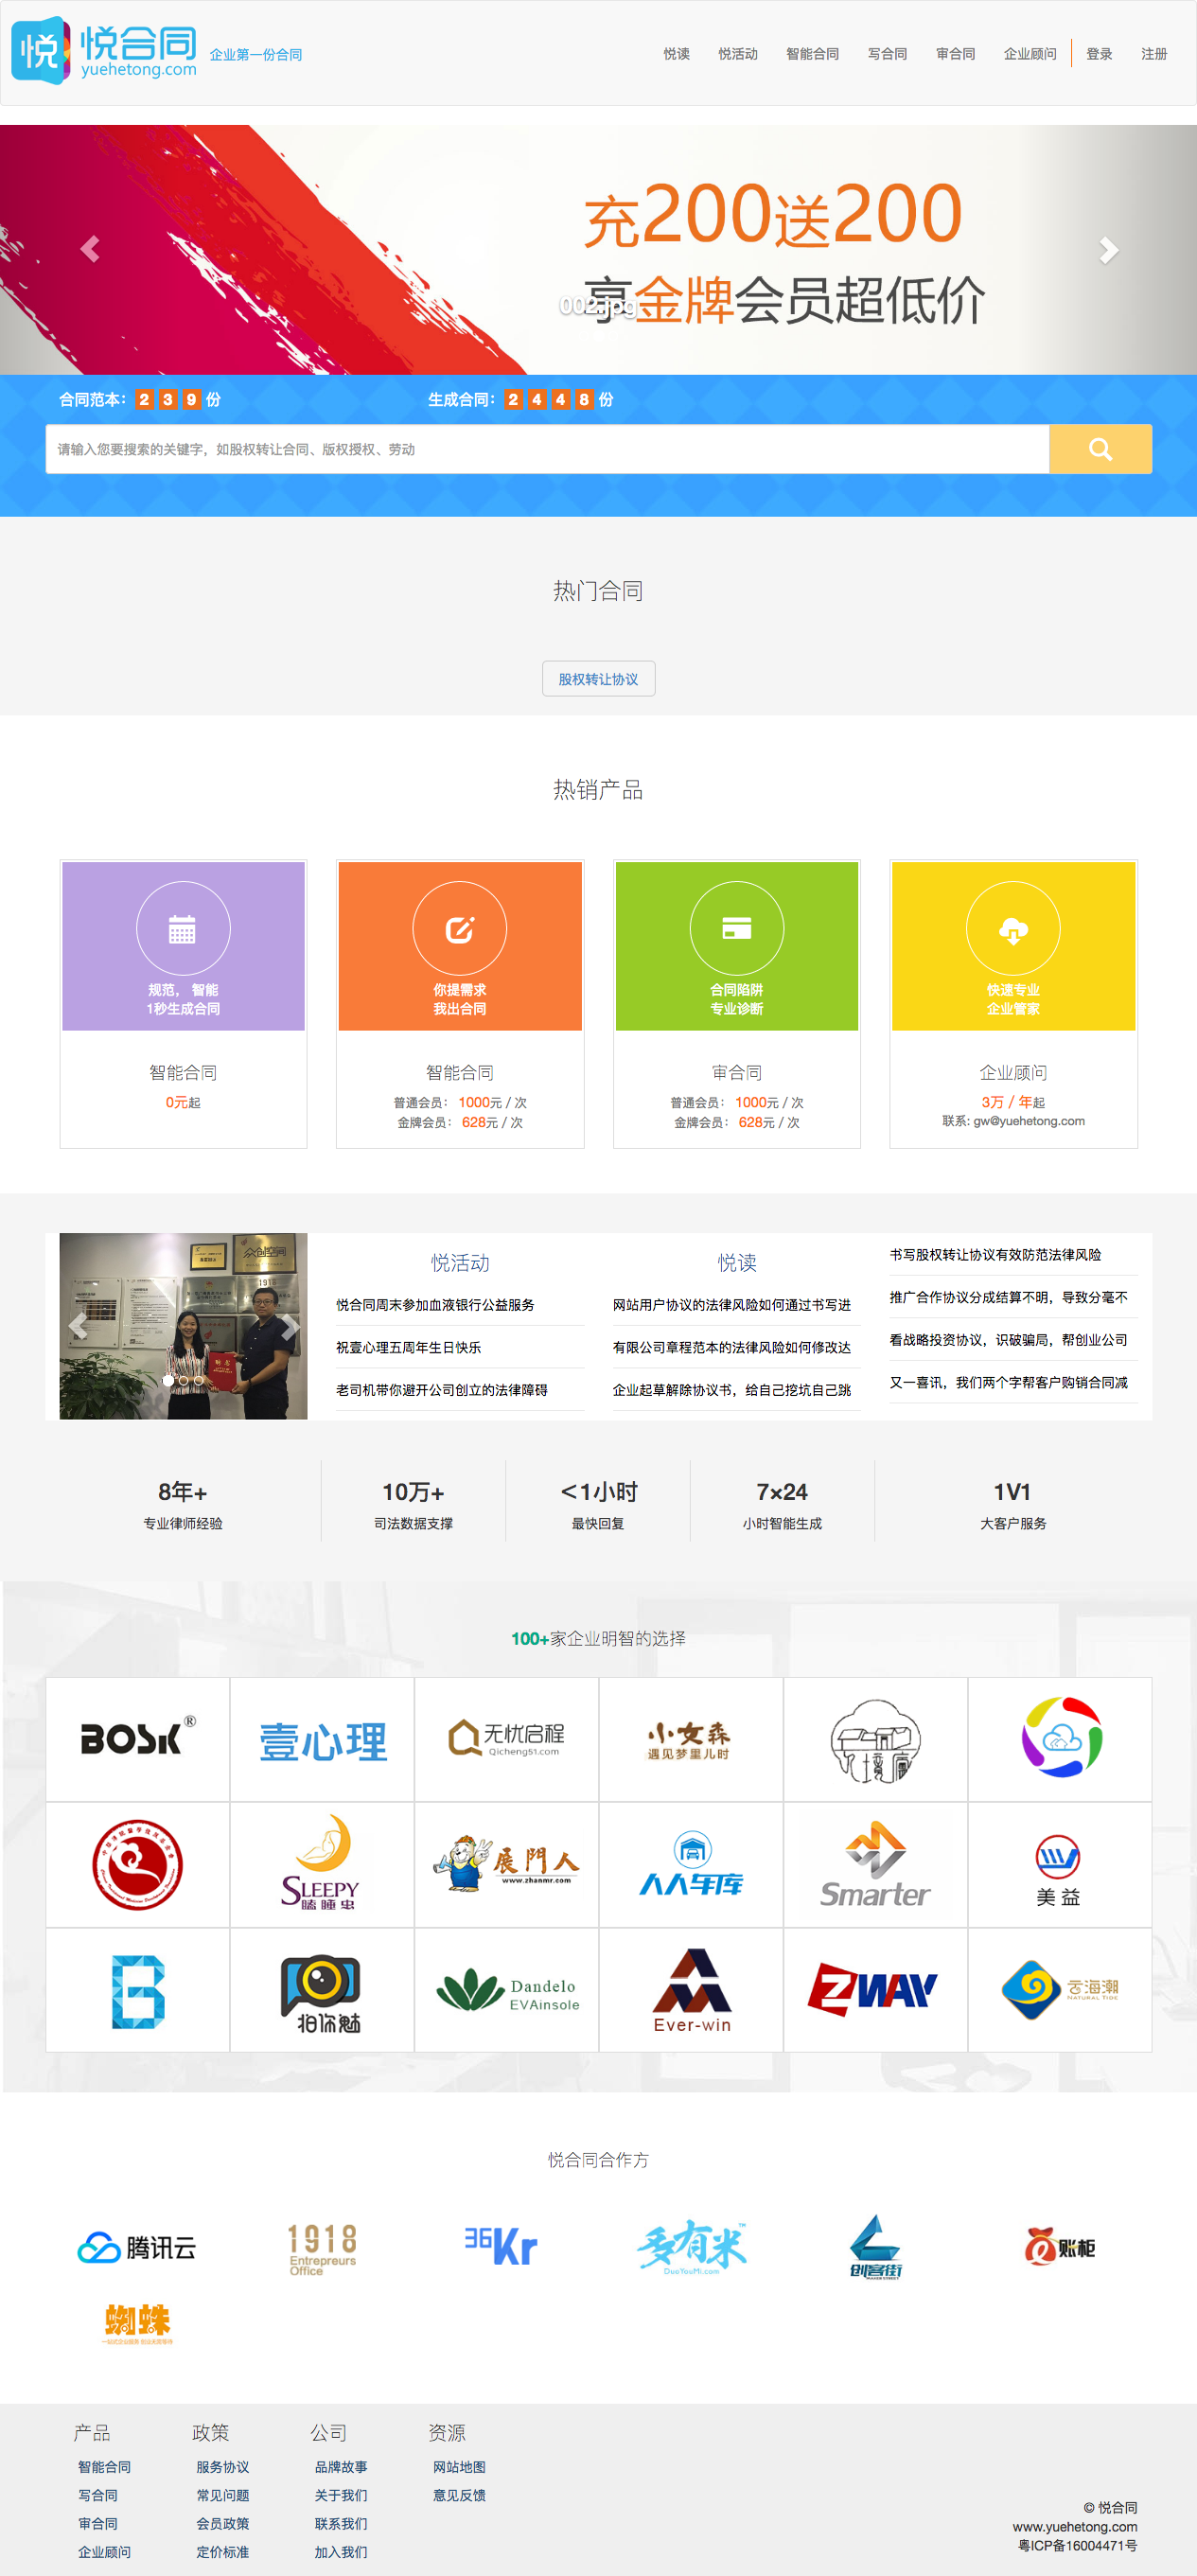 悦 悦合同
yuehetong.com
企业第一份合同
悦读 悦活动 智能合同 写合同 审合同 企业顾问 登录 注册
充200送200
享金牌会员超低价
002.jpg
合同范本： 2 3 9 份
生成合同： 2 4 4 8 份
请输入您要搜索的关键字，如股权转让合同、版权授权、劳动
热门合同
股权转让协议
热销产品
规范， 智能
1秒生成合同
智能合同
0元起
你提需求
我出合同
智能合同
普通会员： 1000元 / 次
金牌会员： 628元 / 次
合同陷阱
专业诊断
审合同
普通会员： 1000元 / 次
金牌会员： 628元 / 次
快速专业
企业管家
企业顾问
3万 / 年起
联系: gw@yuehetong.com
众创空间
1918
悦活动
悦合同周末参加血液银行公益服务
祝壹心理五周年生日快乐
老司机带你避开公司创立的法律障碍
悦读
网站用户协议的法律风险如何通过书写进
有限公司章程范本的法律风险如何修改达
企业起草解除协议书，给自己挖坑自己跳
书写股权转让协议有效防范法律风险
推广合作协议分成结算不明，导致分毫不
看战略投资协议，识破骗局，帮创业公司
又一喜讯，我们两个字帮客户购销合同减
8年+
专业律师经验
10万+
司法数据支撑
＜1小时
最快回复
7×24
小时智能生成
1V1
大客户服务
100+家企业明智的选择
BOSK®
壹心理
无忧启程
Qicheng51.com
小女森
遇见梦里儿时
SLEEPY
瞌睡虫
展門人
www.zhanmr.com
人人车库
Smarter
美益
B
拍你魅
Dandelo
EVAinsole
Ever-win
ZWAY
云海潮
NATURAL TIDE
悦合同合作方
腾讯云
1918
Entrepreurs
Office
36Kr
多有米™
DuoYouMi.com
创客街
账柜
蜘蛛
产品
智能合同
写合同
审合同
企业顾问
政策
服务协议
常见问题
会员政策
定价标准
公司
品牌故事
关于我们
联系我们
加入我们
资源
网站地图
意见反馈
© 悦合同
www.yuehetong.com
粤ICP备16004471号